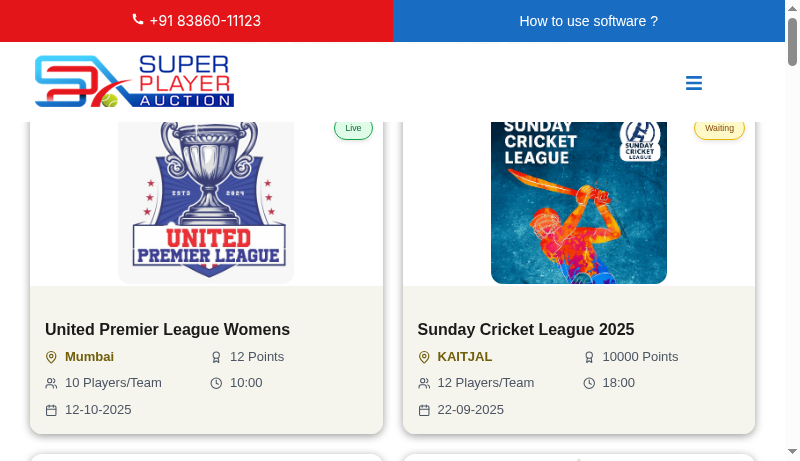 +91 83860-11123
How to use software ?
SUPER
PLAYER
AUCTION
Live
ESTD 2024
UNITED
PREMIER LEAGUE
Waiting
SUNDAY
CRICKET
LEAGUE
SUNDAY
CRICKET
LEAGUE
United Premier League Womens
Mumbai
12 Points
10 Players/Team
10:00
12-10-2025
Sunday Cricket League 2025
KAITJAL
10000 Points
12 Players/Team
18:00
22-09-2025